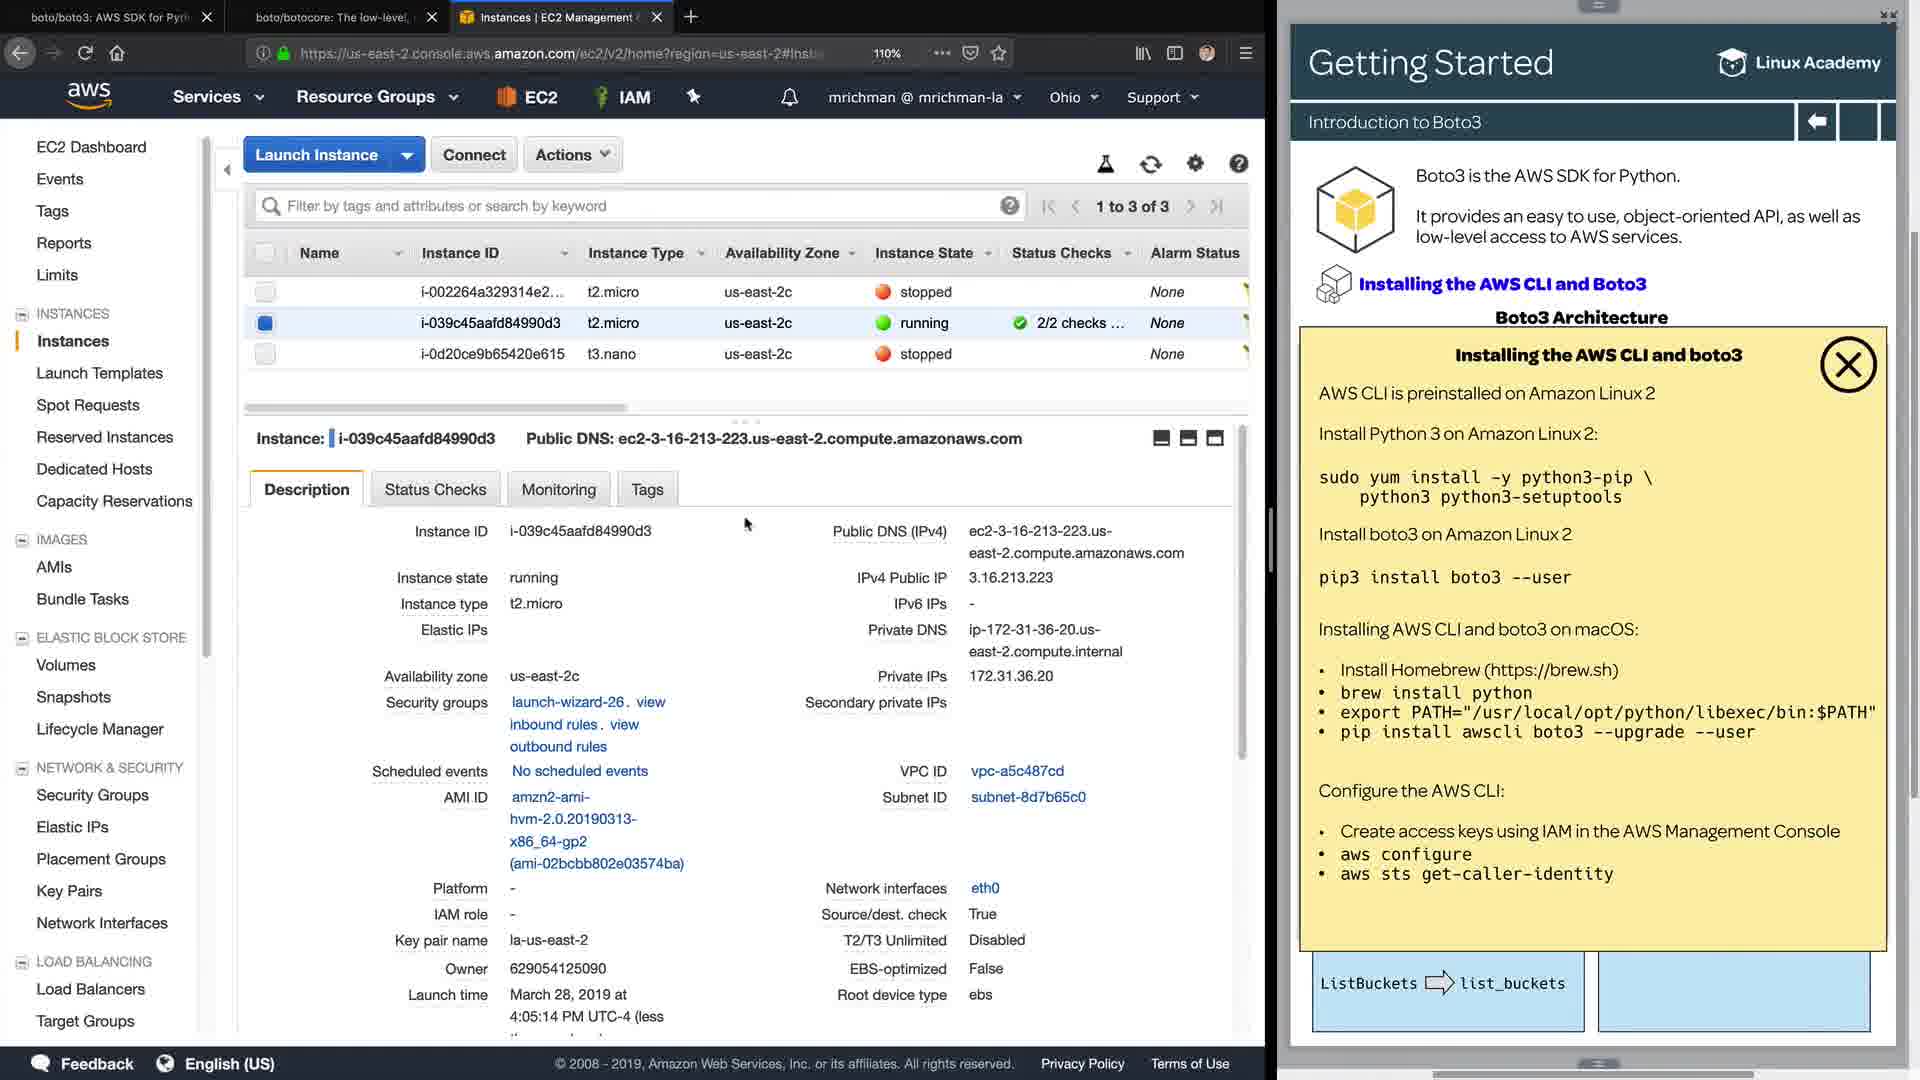 boto/boto3: AWS SDK for Pyth
boto/botocore: The low-level,
Instances | EC2 Management
https://us-east-2.console.aws.amazon.com/ec2/v2/home?region=us-east-2#Inst
110%
aws
Services
Resource Groups
EC2
IAM
mrichman @ mrichman-la
Ohio
Support
EC2 Dashboard
Events
Tags
Reports
Limits
INSTANCES
Instances
Launch Templates
Spot Requests
Reserved Instances
Dedicated Hosts
Capacity Reservations
IMAGES
AMIs
Bundle Tasks
ELASTIC BLOCK STORE
Volumes
Snapshots
Lifecycle Manager
NETWORK & SECURITY
Security Groups
Elastic IPs
Placement Groups
Key Pairs
Network Interfaces
LOAD BALANCING
Load Balancers
Target Groups
Launch Instance
Connect
Actions
Filter by tags and attributes or search by keyword
1 to 3 of 3
Name Instance ID Instance Type Availability Zone Instance State Status Checks Alarm Status
i-002264a329314e2... t2.micro us-east-2c stopped None
i-039c45aafd84990d3 t2.micro us-east-2c running 2/2 checks ... None
i-0d20ce9b65420e615 t3.nano us-east-2c stopped None
Instance: i-039c45aafd84990d3 Public DNS: ec2-3-16-213-223.us-east-2.compute.amazonaws.com
Description Status Checks Monitoring Tags
Instance ID i-039c45aafd84990d3
Instance state running
Instance type t2.micro
Elastic IPs
Availability zone us-east-2c
Security groups launch-wizard-26. view
inbound rules. view
outbound rules
Scheduled events No scheduled events
AMI ID amzn2-ami-
hvm-2.0.20190313-
x86_64-gp2
(ami-02bcbb802e03574ba)
Platform -
IAM role -
Key pair name la-us-east-2
Owner 629054125090
Launch time March 28, 2019 at
4:05:14 PM UTC-4 (less
Public DNS (IPv4) ec2-3-16-213-223.us-
east-2.compute.amazonaws.com
IPv4 Public IP 3.16.213.223
IPv6 IPs -
Private DNS ip-172-31-36-20.us-
east-2.compute.internal
Private IPs 172.31.36.20
Secondary private IPs
VPC ID vpc-a5c487cd
Subnet ID subnet-8d7b65c0
Network interfaces eth0
Source/dest. check True
T2/T3 Unlimited Disabled
EBS-optimized False
Root device type ebs
Feedback
English (US)
© 2008 - 2019, Amazon Web Services, Inc. or its affiliates. All rights reserved.
Privacy Policy
Terms of Use
Getting Started
Linux Academy
Introduction to Boto3
Boto3 is the AWS SDK for Python.
It provides an easy to use, object-oriented API, as well as
low-level access to AWS services.
Installing the AWS CLI and Boto3
Boto3 Architecture
Installing the AWS CLI and boto3
AWS CLI is preinstalled on Amazon Linux 2
Install Python 3 on Amazon Linux 2:
sudo yum install -y python3-pip \
python3 python3-setuptools
Install boto3 on Amazon Linux 2
pip3 install boto3 --user
Installing AWS CLI and boto3 on macOS:
• Install Homebrew (https://brew.sh)
• brew install python
• export PATH="/usr/local/opt/python/libexec/bin:$PATH"
• pip install awscli boto3 --upgrade --user
Configure the AWS CLI:
• Create access keys using IAM in the AWS Management Console
• aws configure
• aws sts get-caller-identity
ListBuckets list_buckets